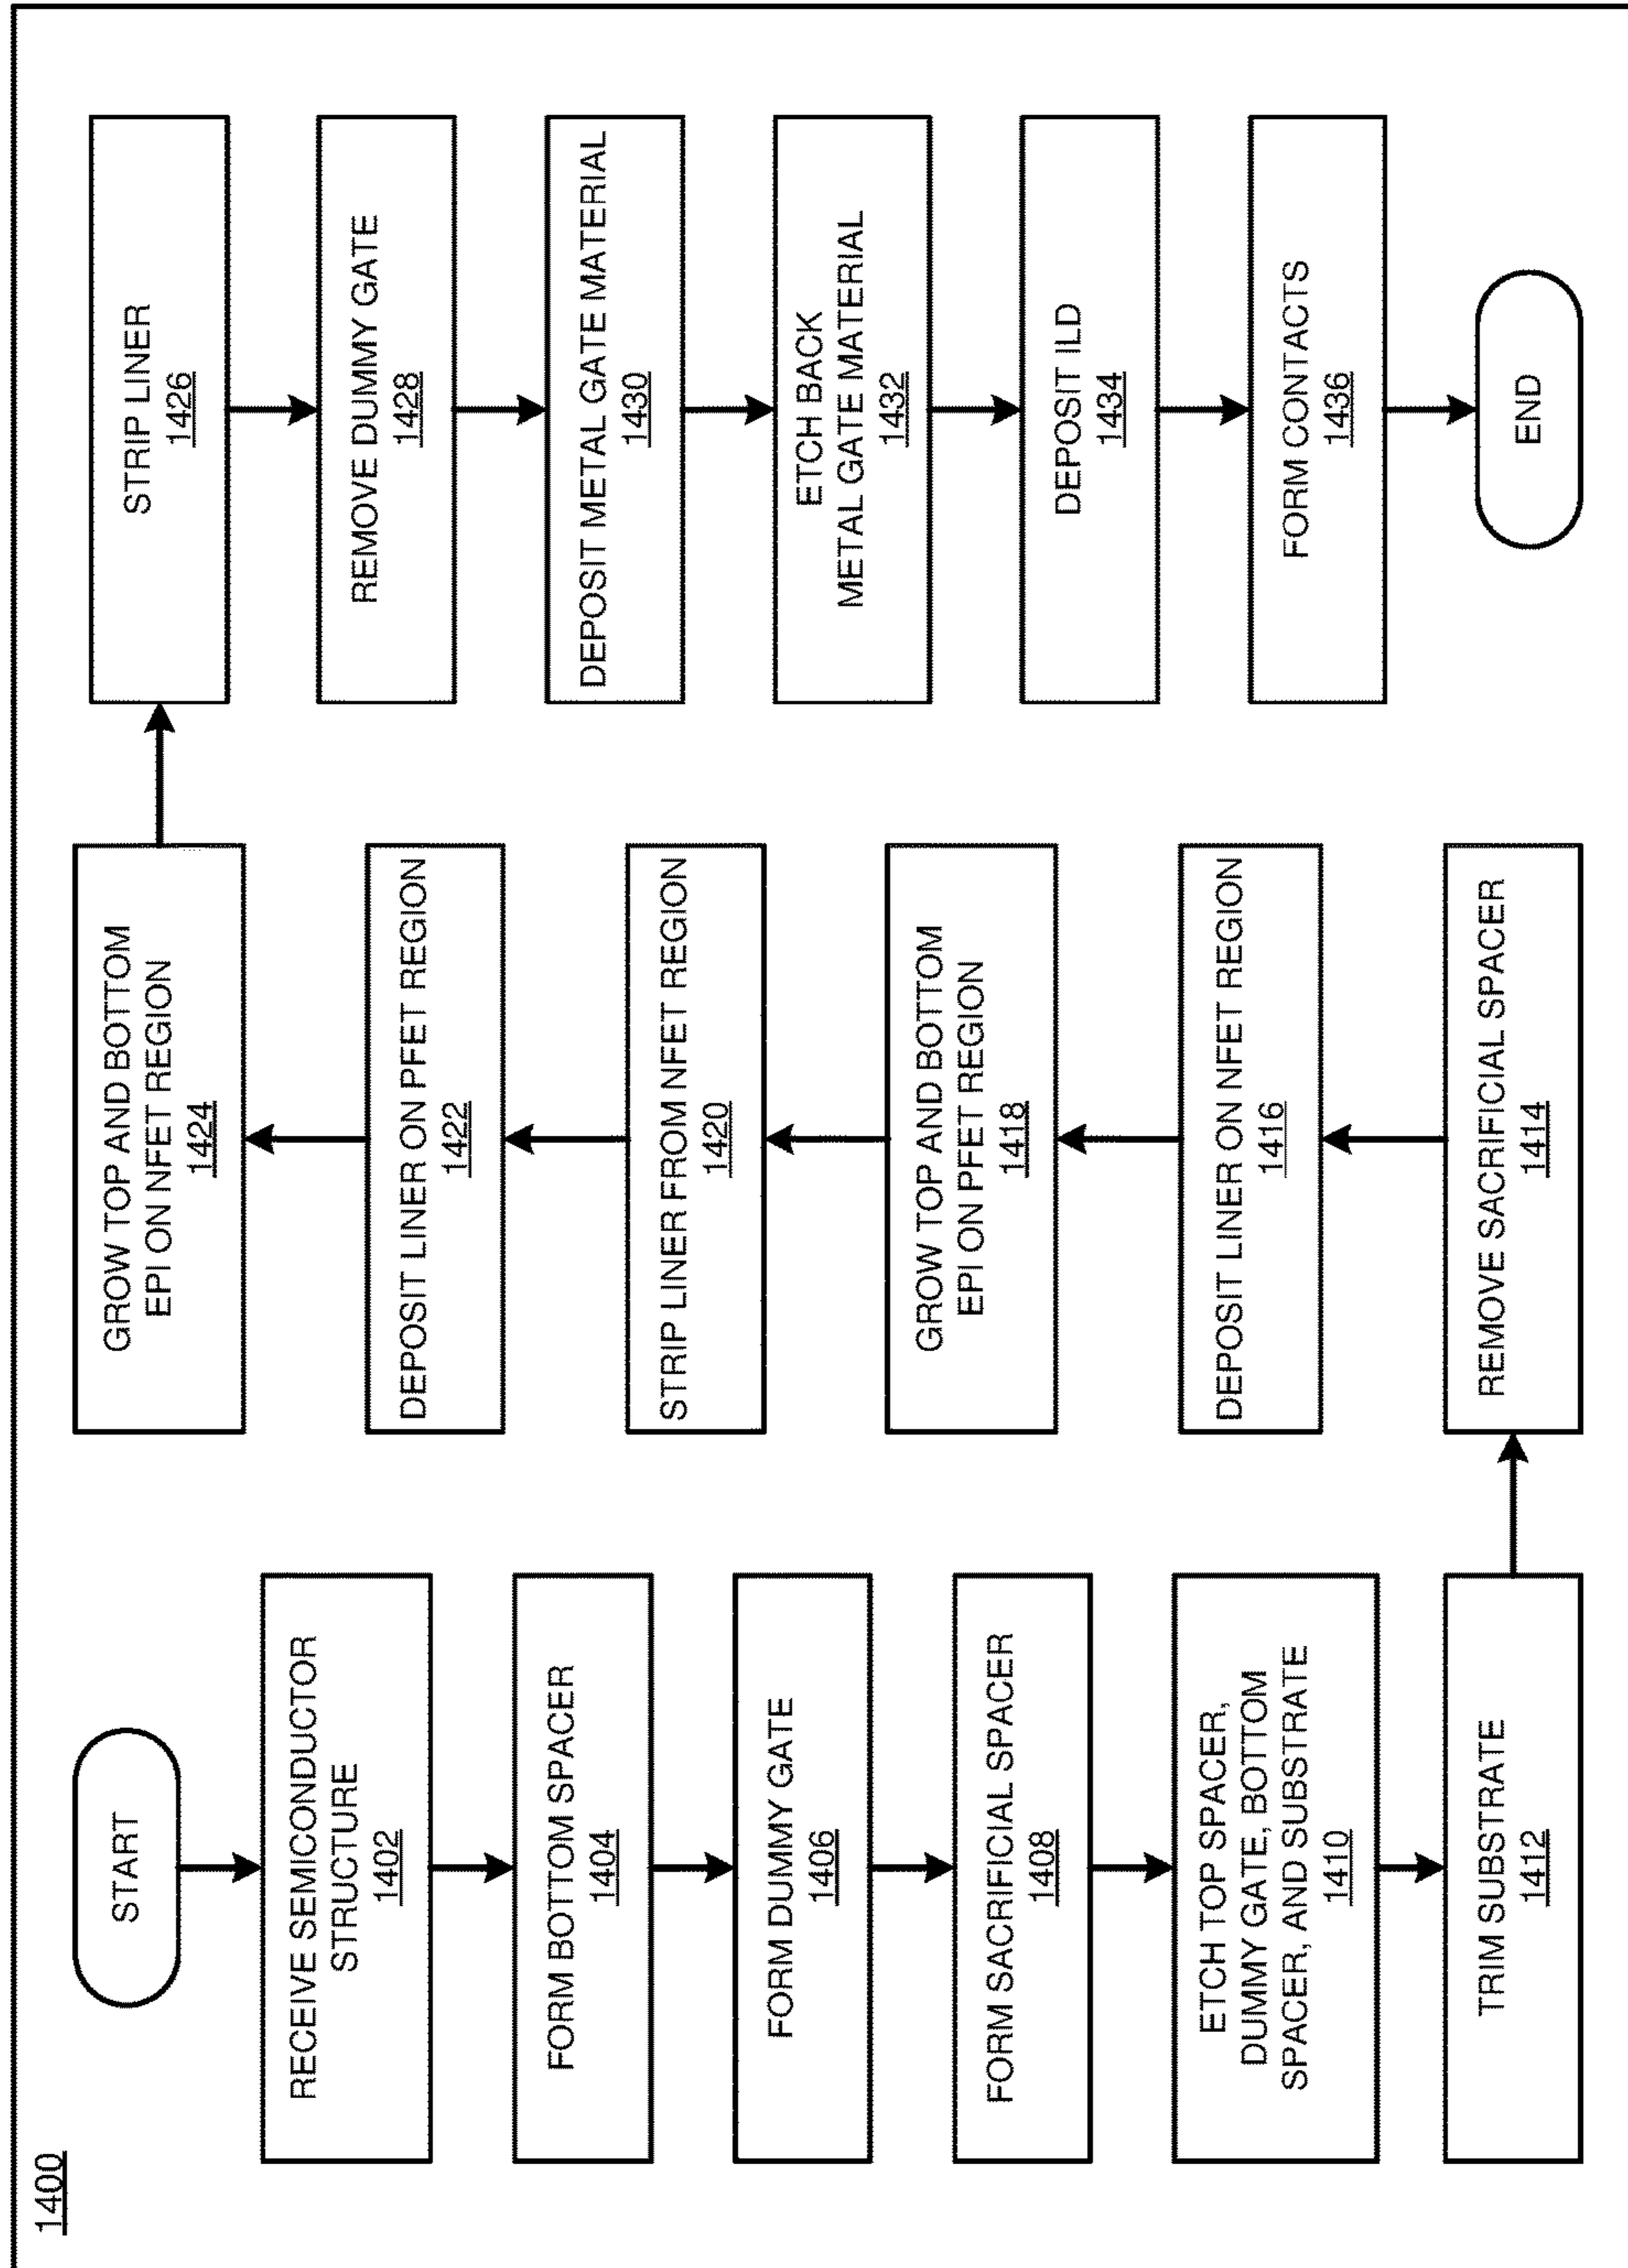 1400
START
RECEIVE SEMICONDUCTOR
STRUCTURE
1402
FORM BOTTOM SPACER
1404
FORM DUMMY GATE
1406
FORM SACRIFICIAL SPACER
1408
ETCH TOP SPACER,
DUMMY GATE, BOTTOM
SPACER, AND SUBSTRATE
1410
TRIM SUBSTRATE
1412
REMOVE SACRIFICIAL SPACER
1414
DEPOSIT LINER ON NFET REGION
1416
GROW TOP AND BOTTOM
EPI ON PFET REGION
1418
STRIP LINER FROM NFET REGION
1420
DEPOSIT LINER ON PFET REGION
1422
GROW TOP AND BOTTOM
EPI ON NFET REGION
1424
STRIP LINER
1426
REMOVE DUMMY GATE
1428
DEPOSIT METAL GATE MATERIAL
1430
ETCH BACK
METAL GATE MATERIAL
1432
DEPOSIT ILD
1434
FORM CONTACTS
1436
END